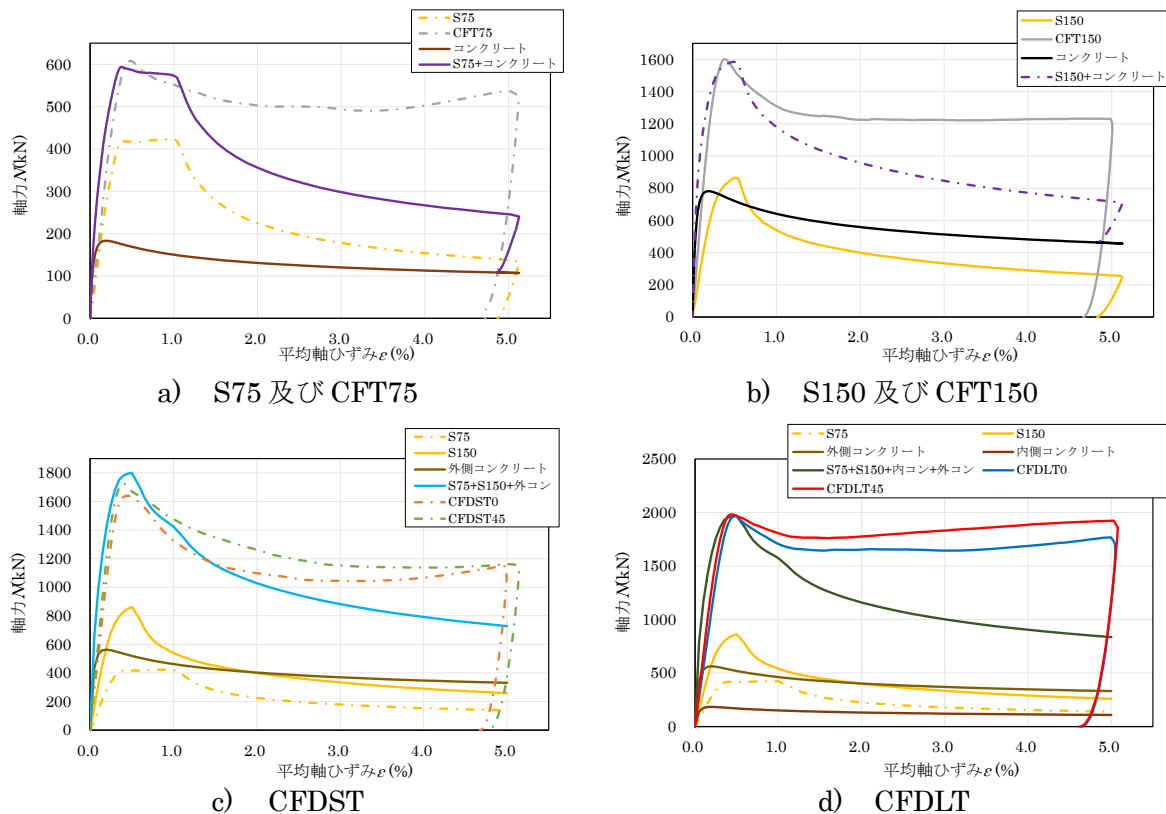 S75
CFT75
コンクリート
S75+コンクリート
600
500
400
300
200
100
0
軸力N(kN)
0.0 1.0 2.0 3.0 4.0 5.0
平均軸ひずみε(%)
a) S75 及び CFT75
S150
CFT150
コンクリート
S150+コンクリート
1600
1400
1200
1000
800
600
400
200
0
軸力N(kN)
0.0 1.0 2.0 3.0 4.0 5.0
平均軸ひずみε(%)
b) S150 及び CFT150
S75
S150
外側コンクリート
S75+S150+外コン
CFDST0
CFDST45
1800
1600
1400
1200
1000
800
600
400
200
0
軸力N(kN)
0.0 1.0 2.0 3.0 4.0 5.0
平均軸ひずみε(%)
c) CFDST
S75 S150
外側コンクリート 内側コンクリート
S75+S150+内コン+外コン CFDLT0
CFDLT45
2500
2000
1500
1000
500
0
軸力N(kN)
0.0 1.0 2.0 3.0 4.0 5.0
平均軸ひずみε(%)
d) CFDLT